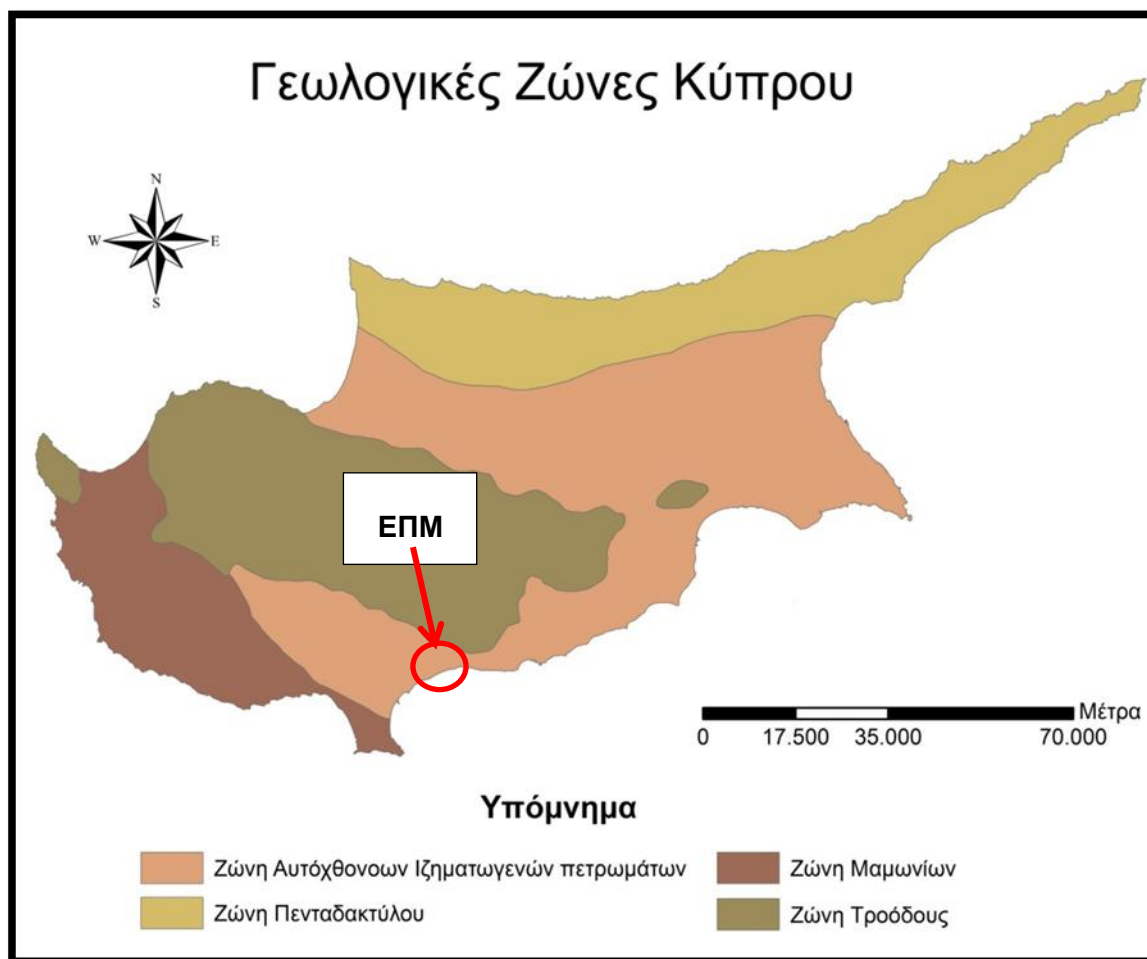 Γεωλογικές Ζώνες Κύπρου
N
W E
S
ΕΠΜ
Μέτρα
0 17.500 35.000 70.000
Υπόμνημα
Ζώνη Αυτόχθονοων Ιζηματωγενών πετρωμάτων
Ζώνη Μαμωνίων
Ζώνη Πενταδακτύλου
Ζώνη Τροόδους